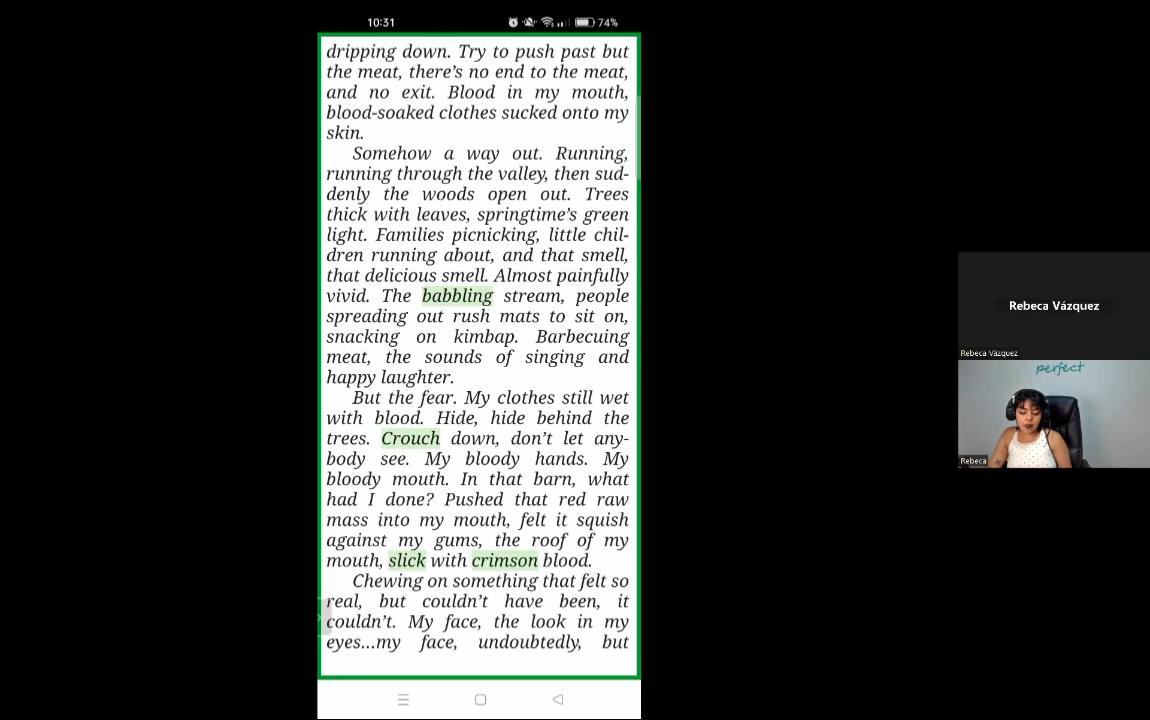 10:31
74%
dripping down. Try to push past but
the meat, there's no end to the meat,
and no exit. Blood in my mouth,
blood-soaked clothes sucked onto my
skin.
Somehow a way out. Running,
running through the valley, then sud-
denly the woods open out. Trees
thick with leaves, springtime's green
light. Families picnicking, little chil-
dren running about, and that smell,
that delicious smell. Almost painfully
vivid. The babbling stream, people
spreading out rush mats to sit on,
snacking on kimbap. Barbecuing
meat, the sounds of singing and
happy laughter.
But the fear. My clothes still wet
with blood. Hide, hide behind the
trees. Crouch down, don't let any-
body see. My bloody hands. My
bloody mouth. In that barn, what
had I done? Pushed that red raw
mass into my mouth, felt it squish
against my gums, the roof of my
mouth, slick with crimson blood.
Chewing on something that felt so
real, but couldn't have been, it
couldn't. My face, the look in my
eyes...my face, undoubtedly, but
Rebeca Vázquez
Rebeca Vázquez
perfect
Rebeca